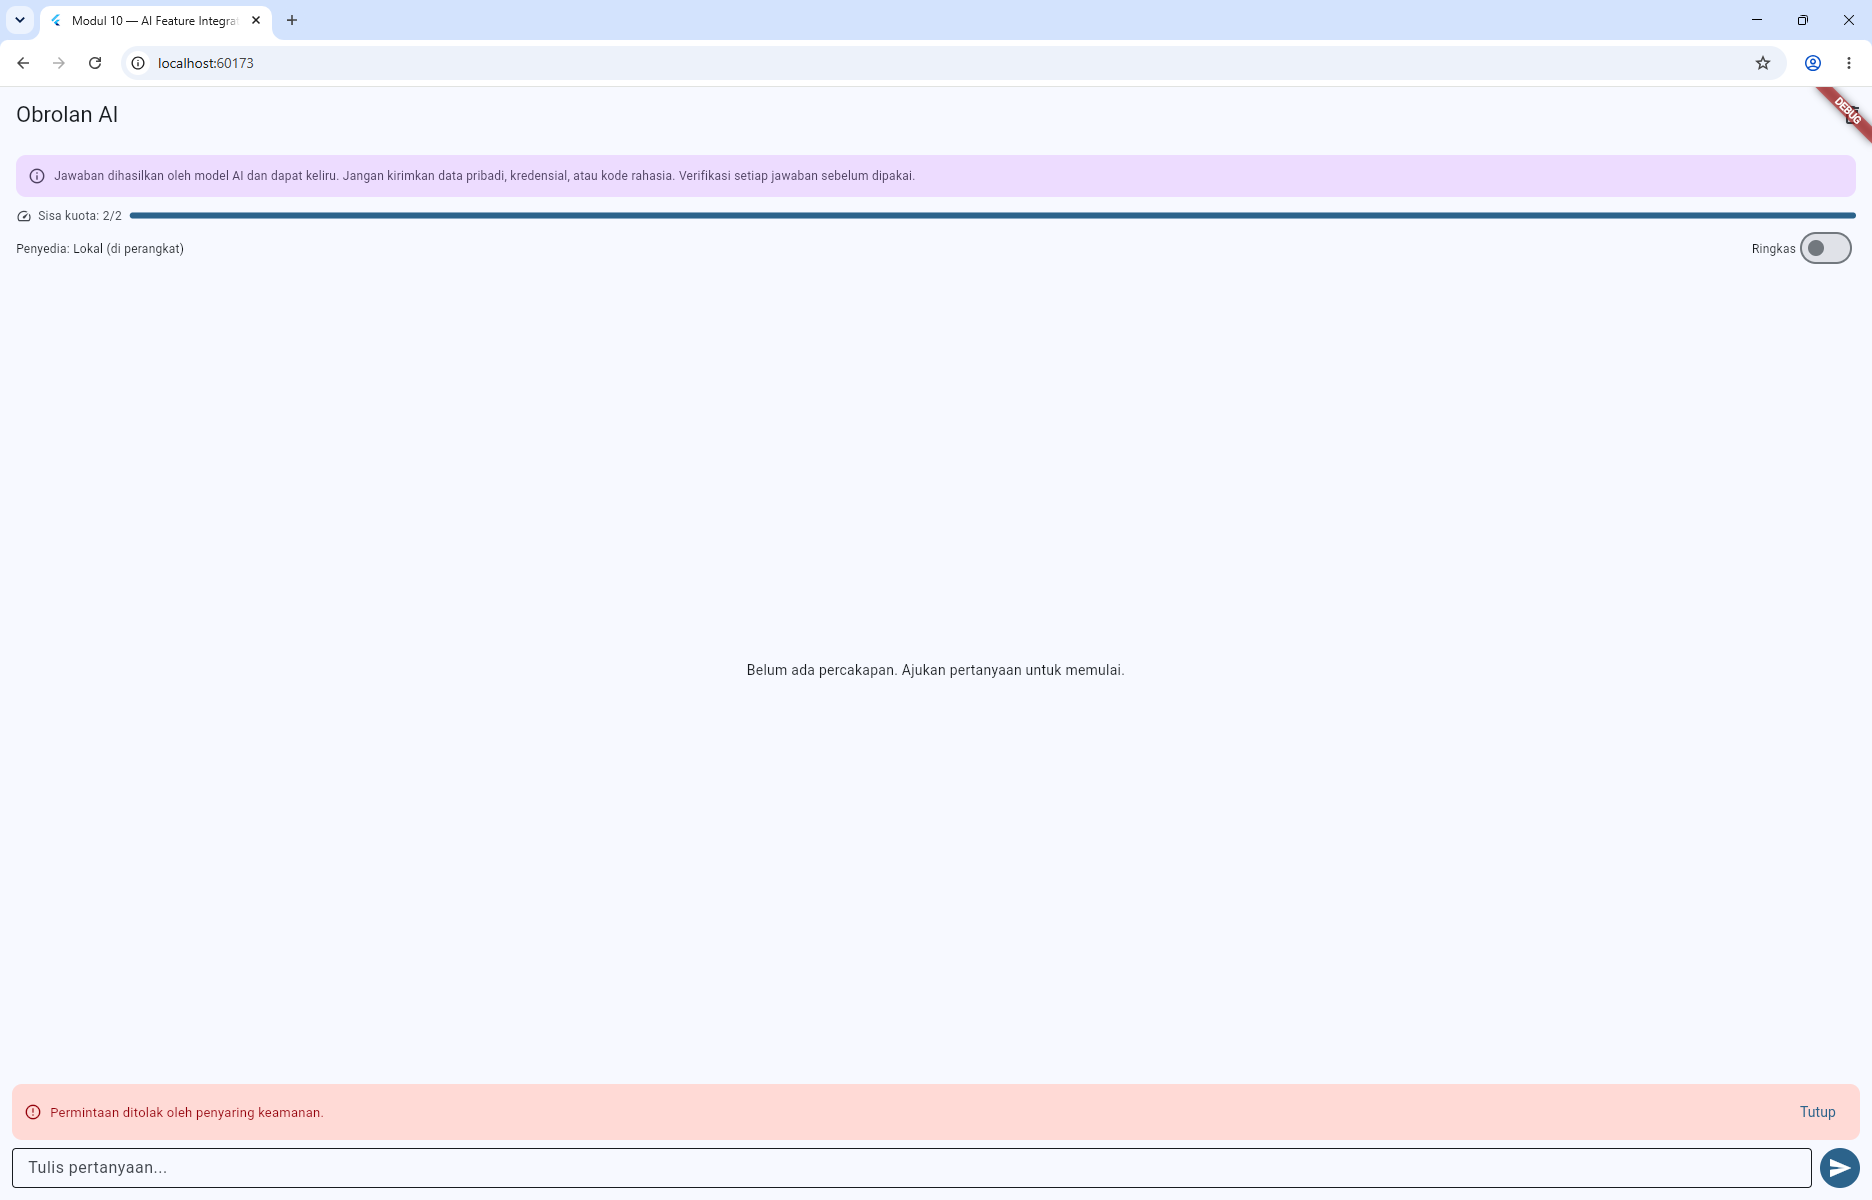 Modul 10 — AI Feature Integra
localhost:60173
Obrolan AI
DEBUG
Jawaban dihasilkan oleh model AI dan dapat keliru. Jangan kirimkan data pribadi, kredensial, atau kode rahasia. Verifikasi setiap jawaban sebelum dipakai.
Sisa kuota: 2/2
Penyedia: Lokal (di perangkat)
Ringkas
Belum ada percakapan. Ajukan pertanyaan untuk memulai.
Permintaan ditolak oleh penyaring keamanan.
Tutup
Tulis pertanyaan...